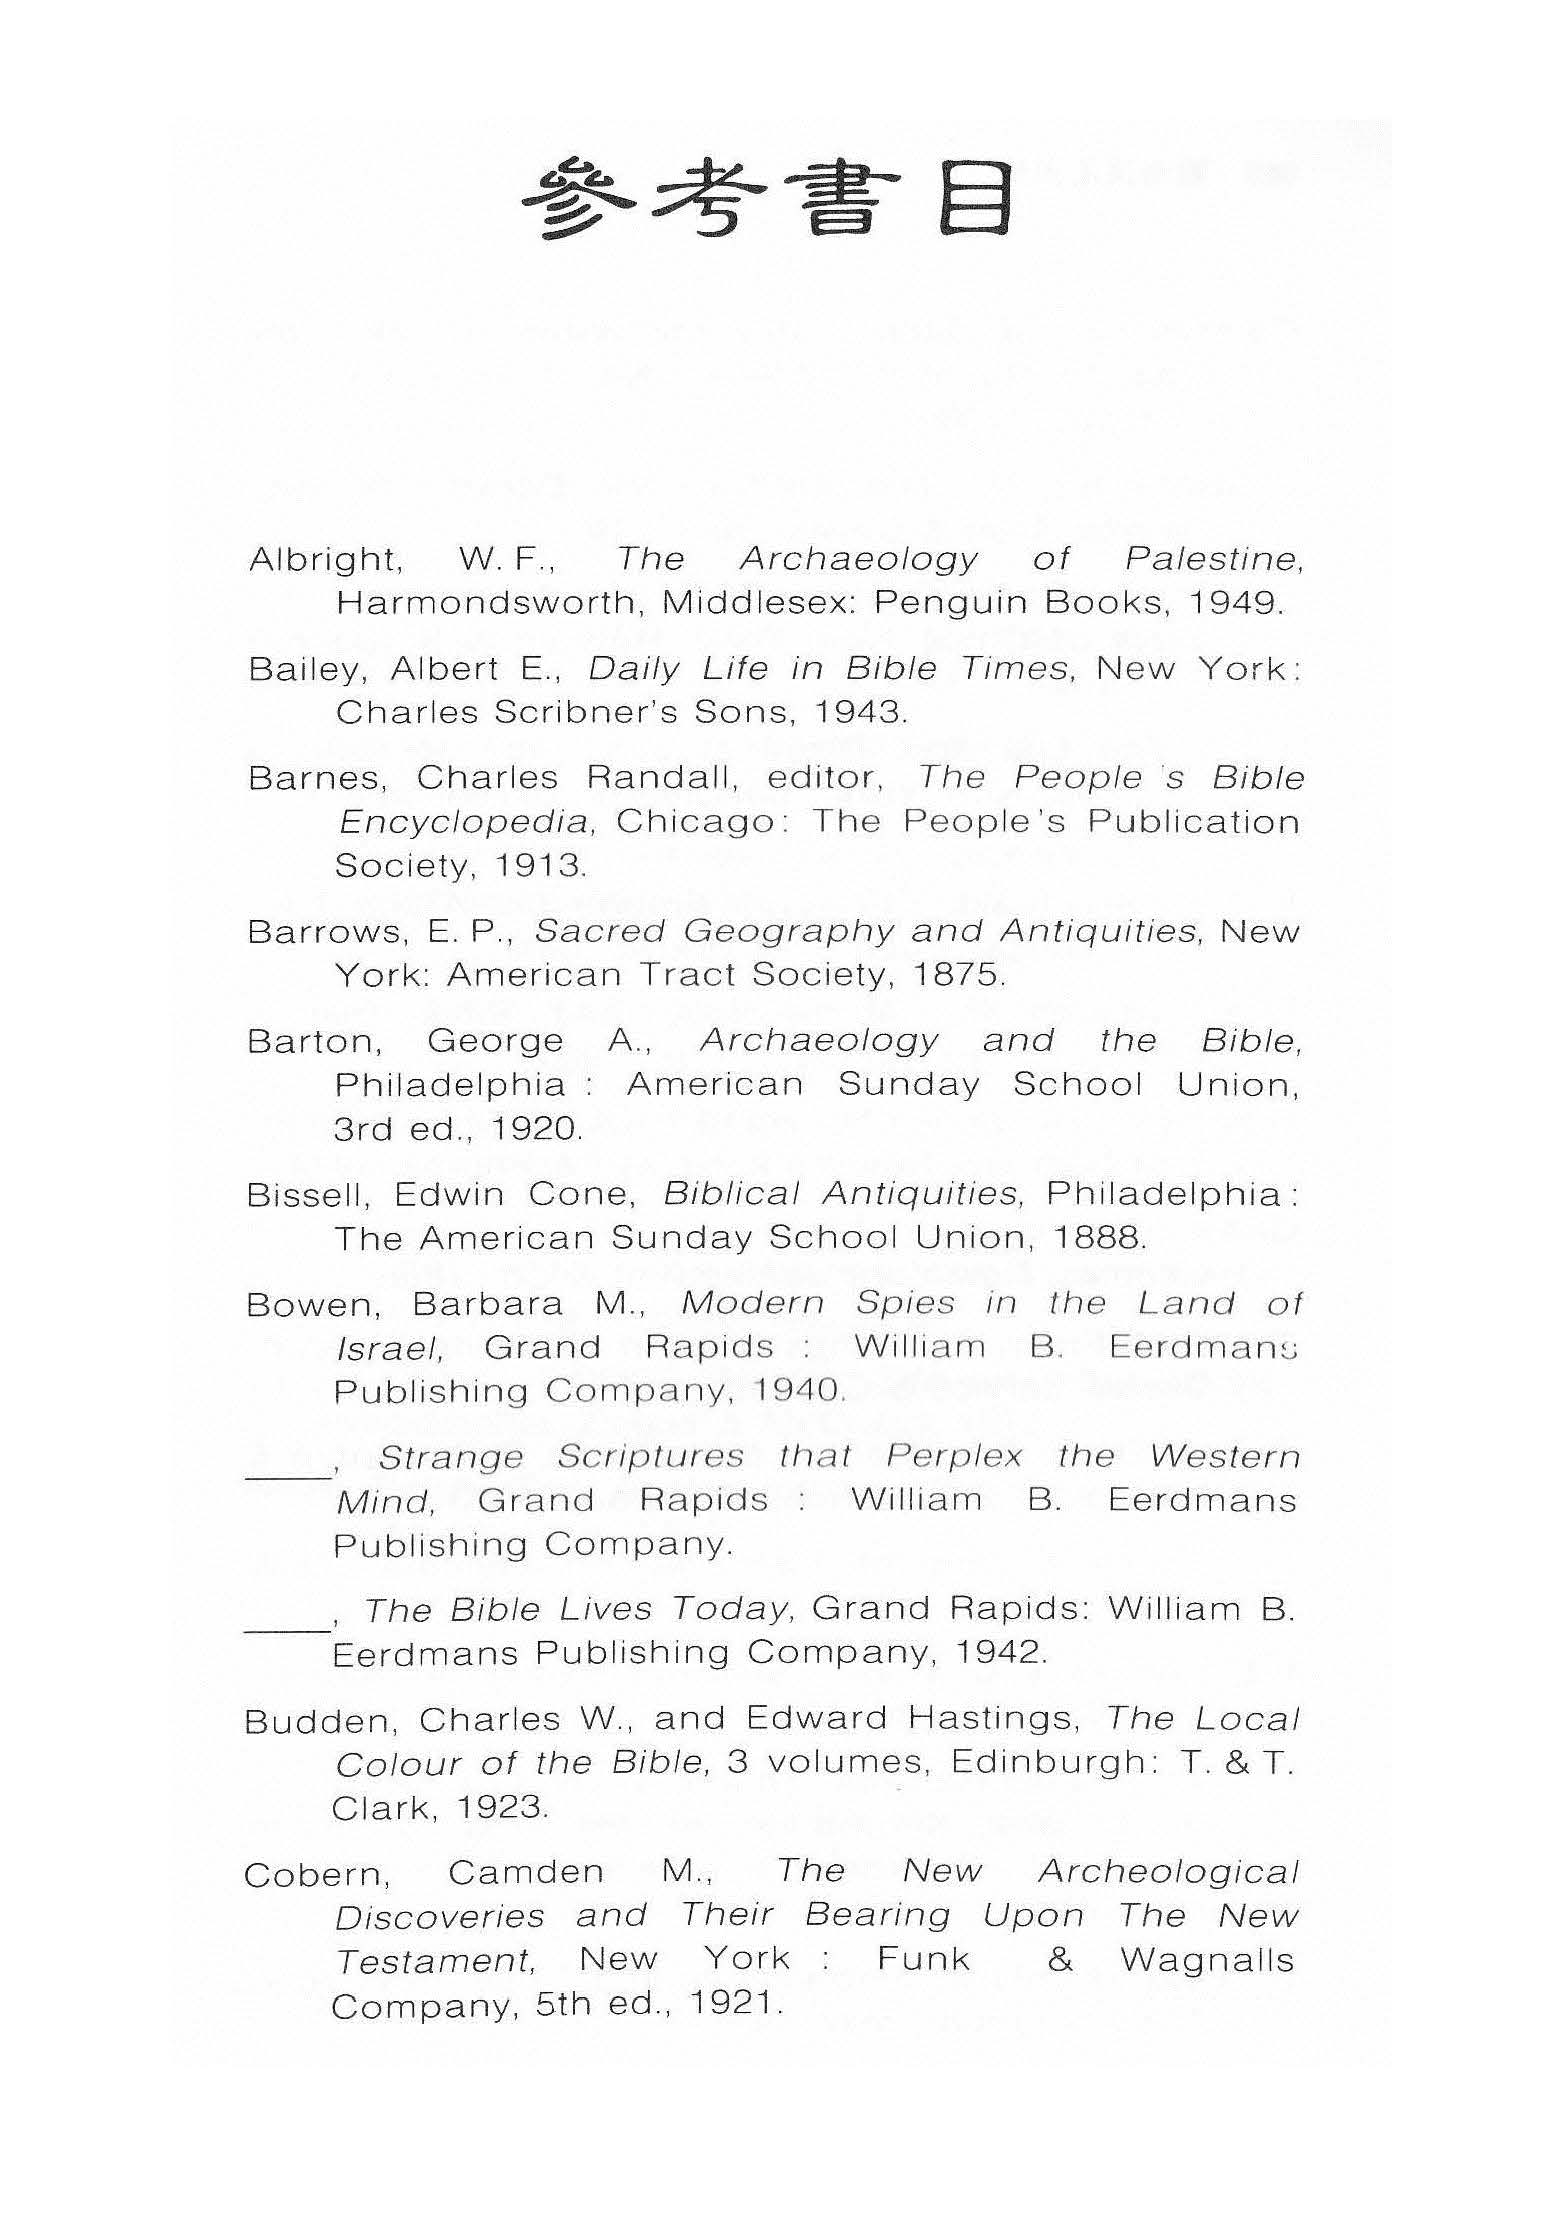 參考書目
Albright, W. F., The Archaeology of Palestine,
Harmondsworth, Middlesex: Penguin Books, 1949.
Bailey, Albert E., Daily Life in Bible Times, New York:
Charles Scribner's Sons, 1943.
Barnes, Charles Randall, editor, The People 's Bible
Encyclopedia, Chicago: The People's Publication
Society, 1913.
Barrows, E. P., Sacred Geography and Antiquities, New
York: American Tract Society, 1875.
Barton, George A., Archaeology and the Bible,
Philadelphia : American Sunday School Union,
3rd ed., 1920.
Bissell, Edwin Cone, Biblical Antiquities, Philadelphia:
The American Sunday School Union, 1888.
Bowen, Barbara M., Modern Spies in the Land of
Israel, Grand Rapids : William B. Eerdmans
Publishing Company, 1940.
____, Strange Scriptures that Perplex the Western
Mind, Grand Rapids : William B. Eerdmans
Publishing Company.
____, The Bible Lives Today, Grand Rapids: William B.
Eerdmans Publishing Company, 1942.
Budden, Charles W., and Edward Hastings, The Local
Colour of the Bible, 3 volumes, Edinburgh: T. & T.
Clark, 1923.
Cobern, Camden M., The New Archeological
Discoveries and Their Bearing Upon The New
Testament, New York : Funk & Wagnalls
Company, 5th ed., 1921.